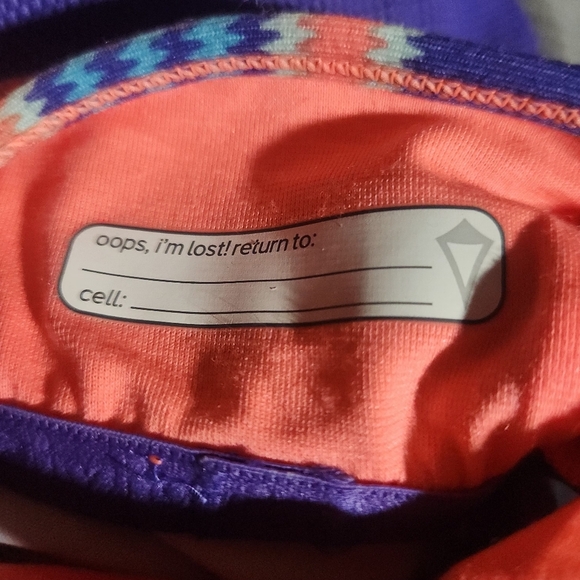 oops, i'm lost! return to:
cell: